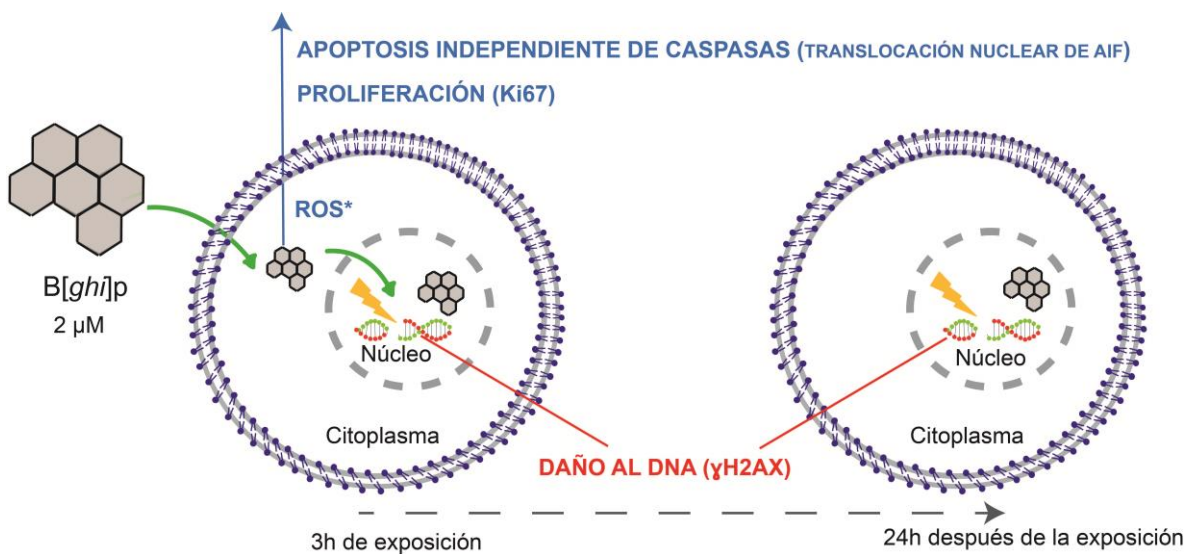 APOPTOSIS INDEPENDIENTE DE CASPASAS (TRANSLOCACIÓN NUCLEAR DE AIF)
PROLIFERACIÓN (Ki67)
ROS*
B[ghi]p
2 µM
Núcleo
Citoplasma
Núcleo
Citoplasma
DAÑO AL DNA (ɣH2AX)
3h de exposición
24h después de la exposición